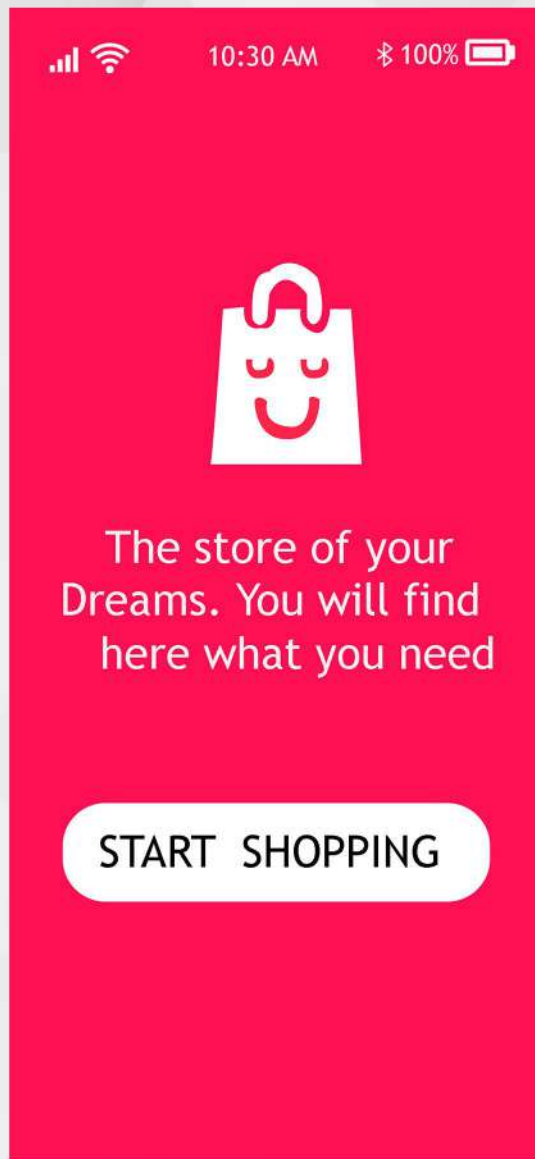 10:30 AM 100%
The store of your
Dreams. You will find
here what you need
START SHOPPING